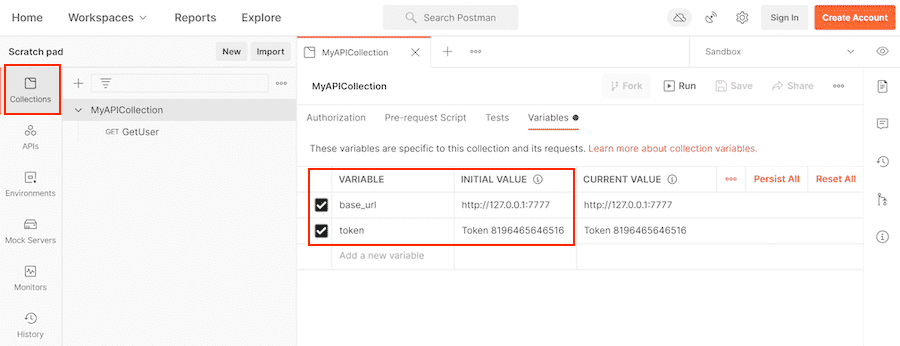 Home Workspaces Reports Explore Search Postman Sign In Create Account
Scratch pad New Import MyAPICollection Sandbox
Collections
APIs
Environments
Mock Servers
Monitors
History
MyAPICollection
GET GetUser
MyAPICollection Fork Run Save Share
Authorization Pre-request Script Tests Variables
These variables are specific to this collection and its requests. Learn more about collection variables.
VARIABLE INITIAL VALUE CURRENT VALUE Persist All Reset All
base_url http://127.0.0.1:7777 http://127.0.0.1:7777
token Token 8196465646516 Token 8196465646516
Add a new variable